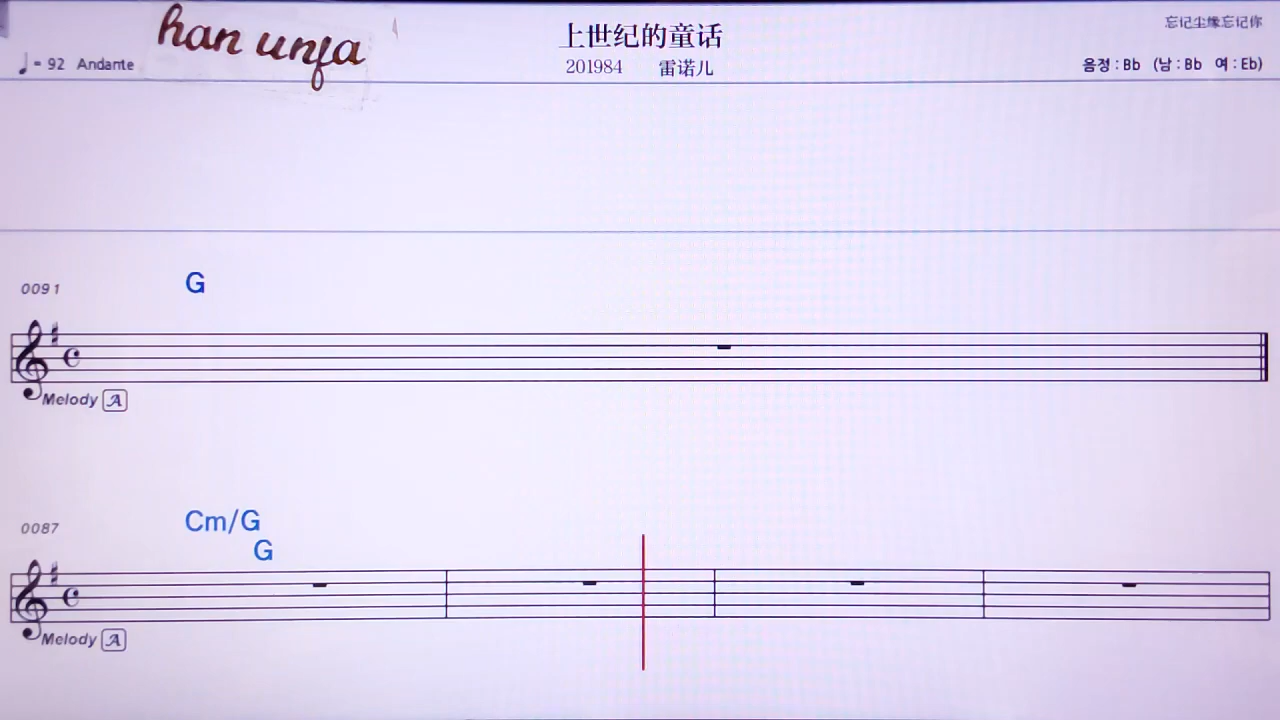 han unja
上世纪的童话
忘记尘缘忘记你
♩= 92 Andante
201984 雷诺儿
음정 : Bb (남 : Bb 여 : Eb)
0091
G
Melody A
0087
Cm/G
G
Melody A